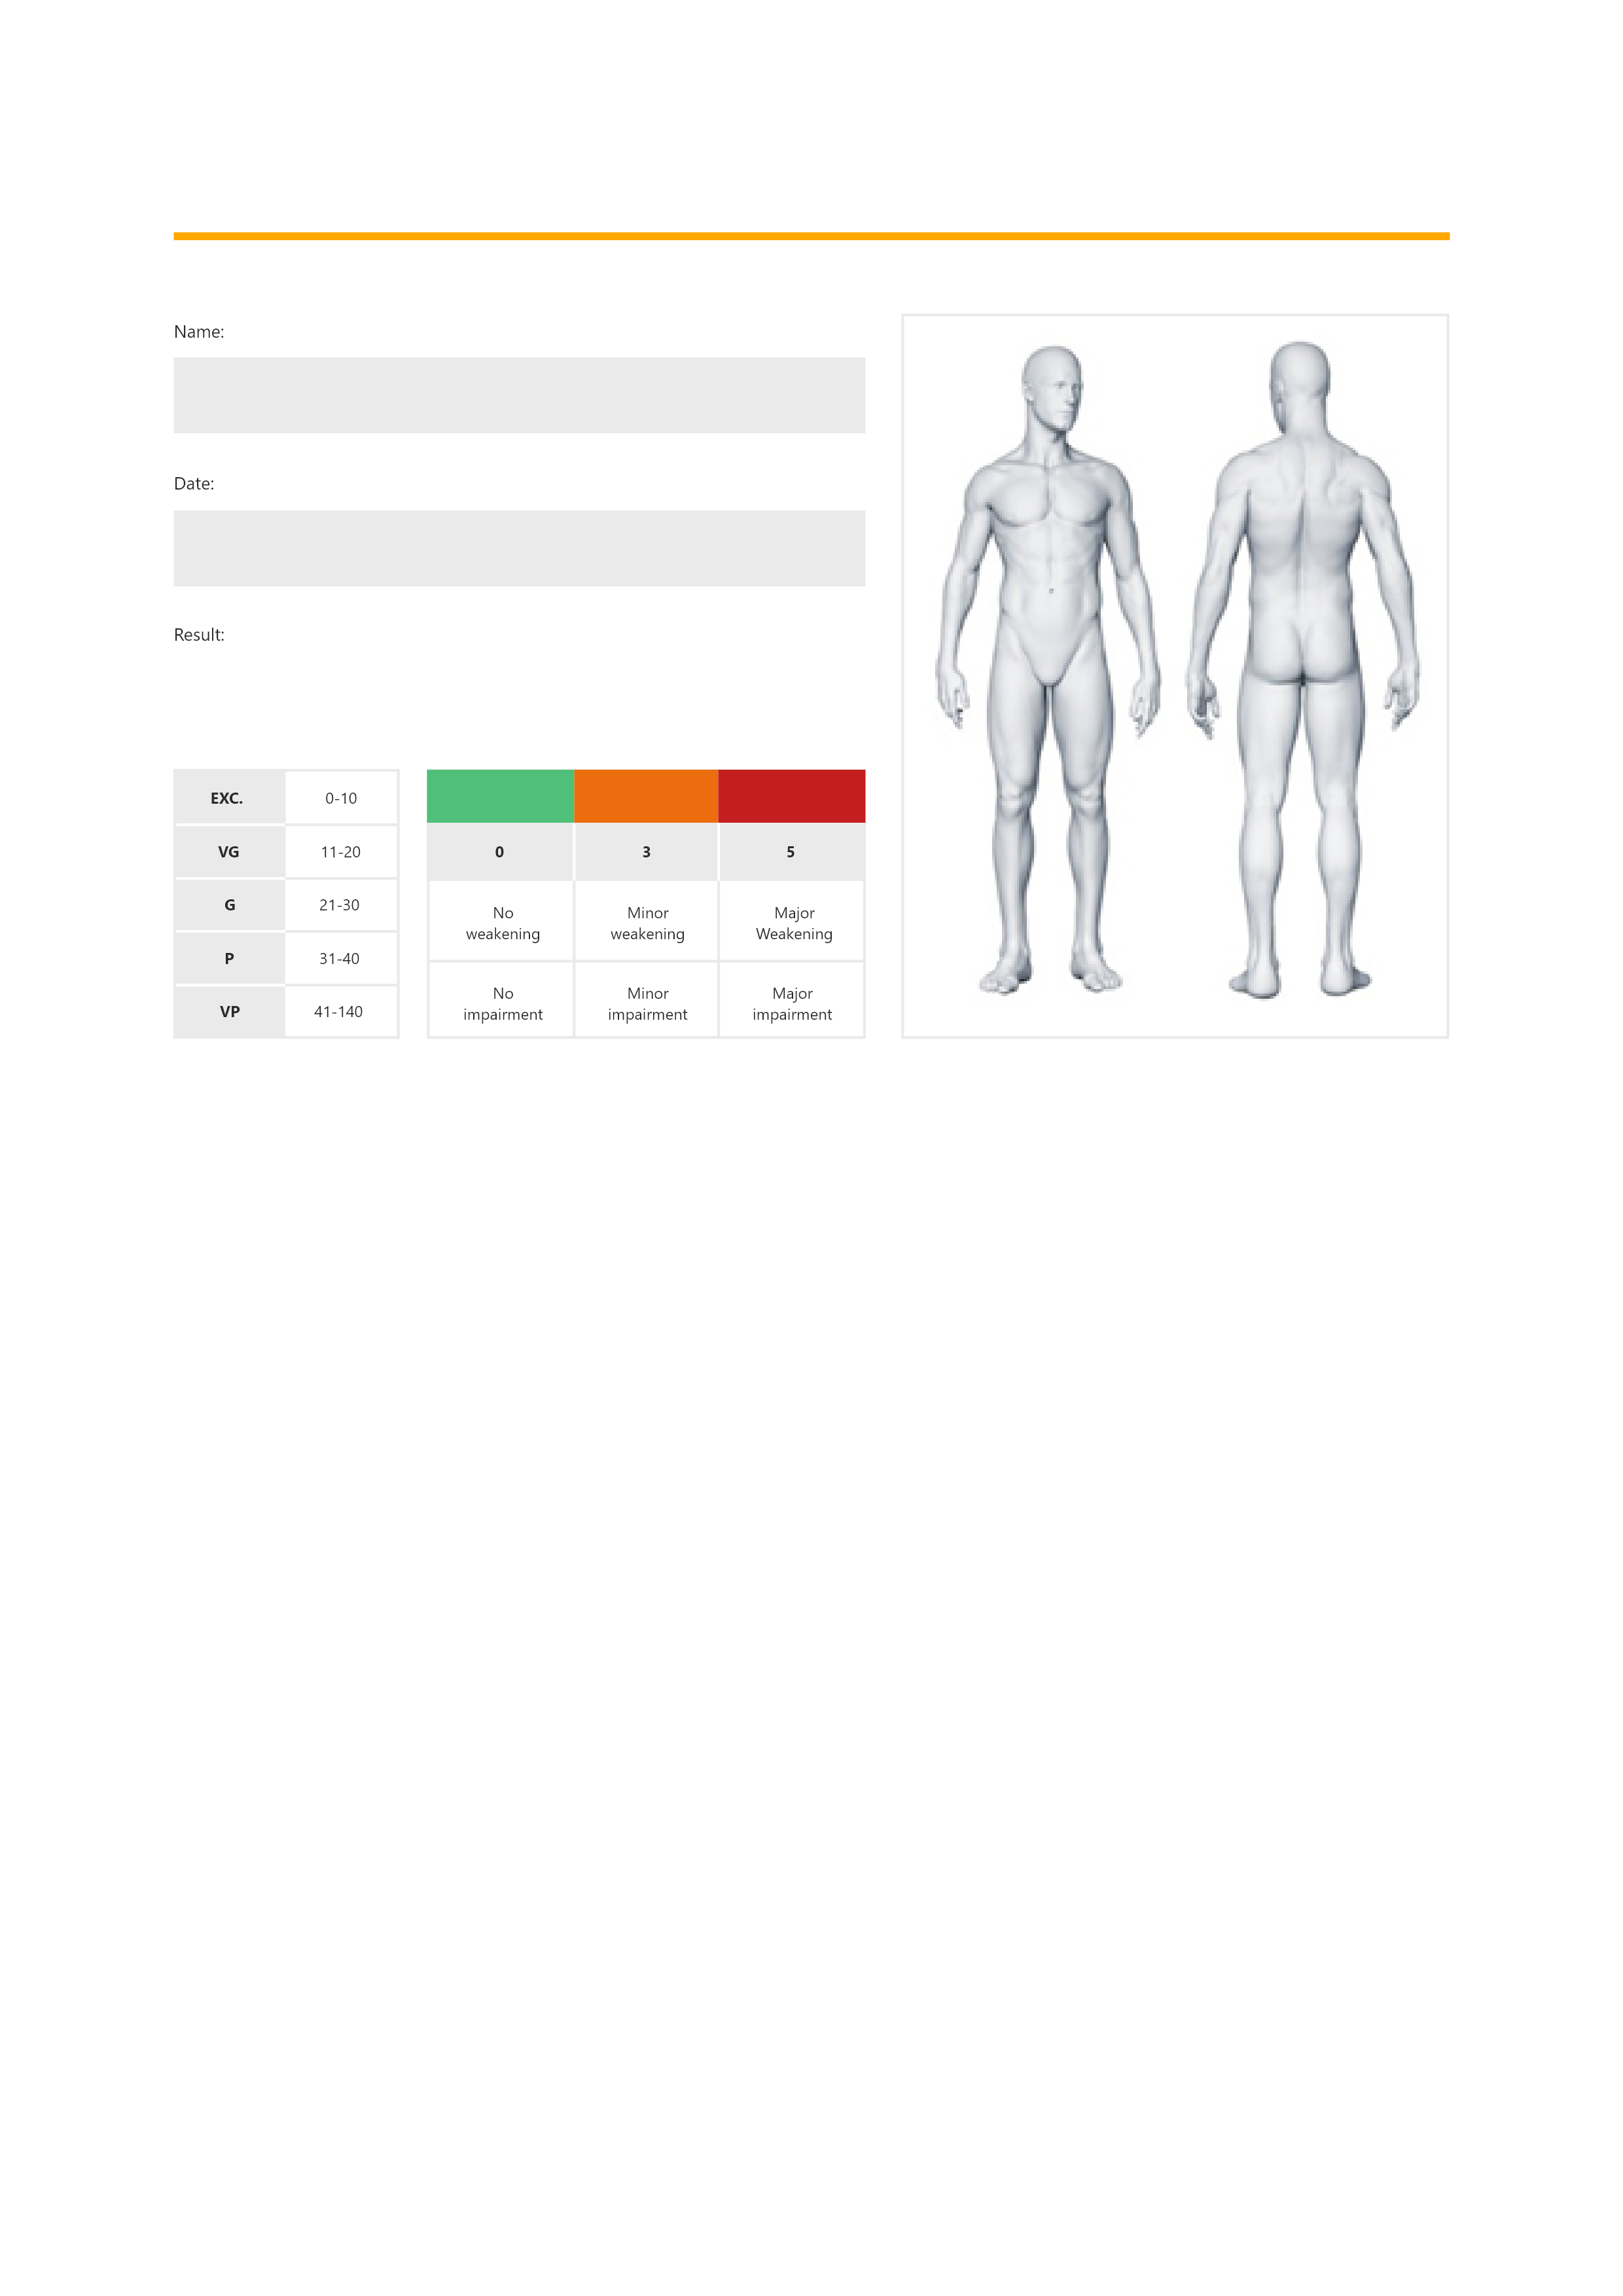 Name:
Date:
Result:
EXC. 0-10
VG 11-20
G 21-30
P 31-40
VP 41-140
0 3 5
No Minor Major
weakening weakening Weakening
No Minor Major
impairment impairment impairment